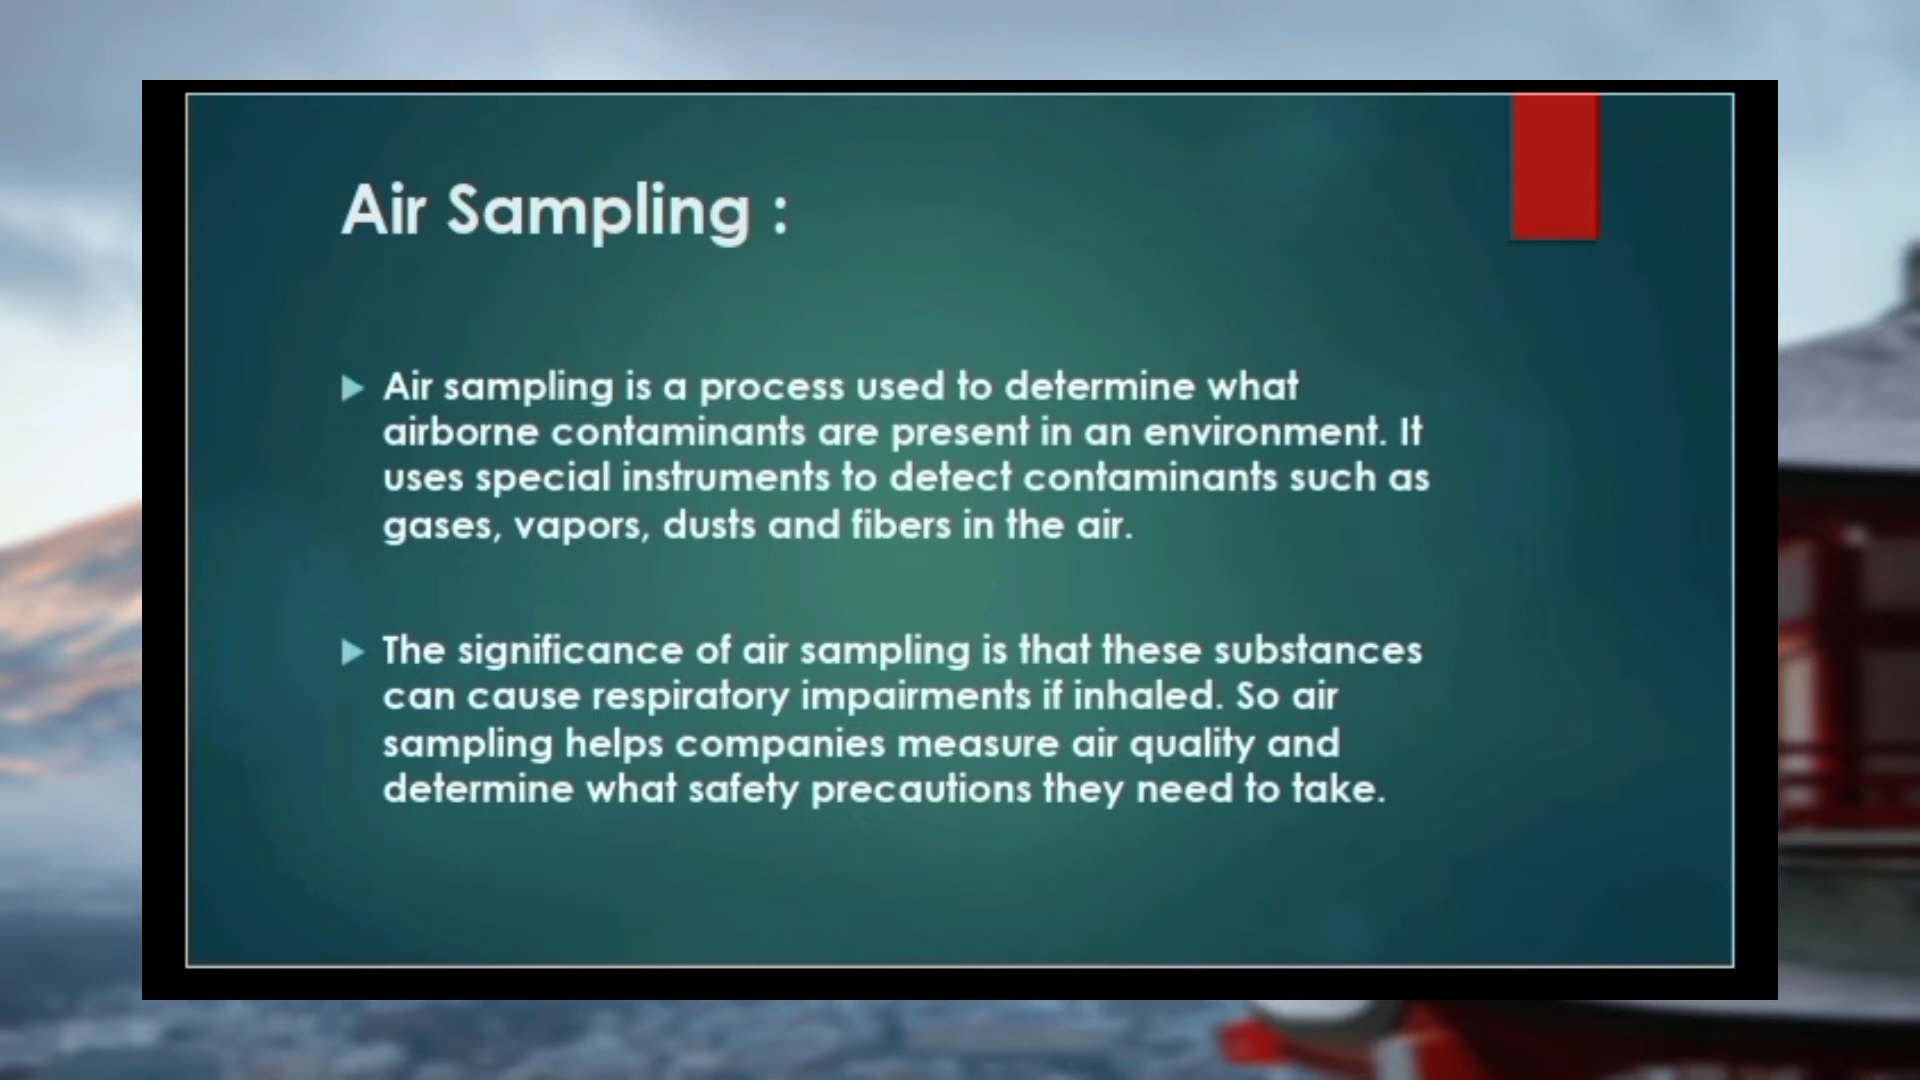 Air Sampling :
Air sampling is a process used to determine what
airborne contaminants are present in an environment. It
uses special instruments to detect contaminants such as
gases, vapors, dusts and fibers in the air.
The significance of air sampling is that these substances
can cause respiratory impairments if inhaled. So air
sampling helps companies measure air quality and
determine what safety precautions they need to take.